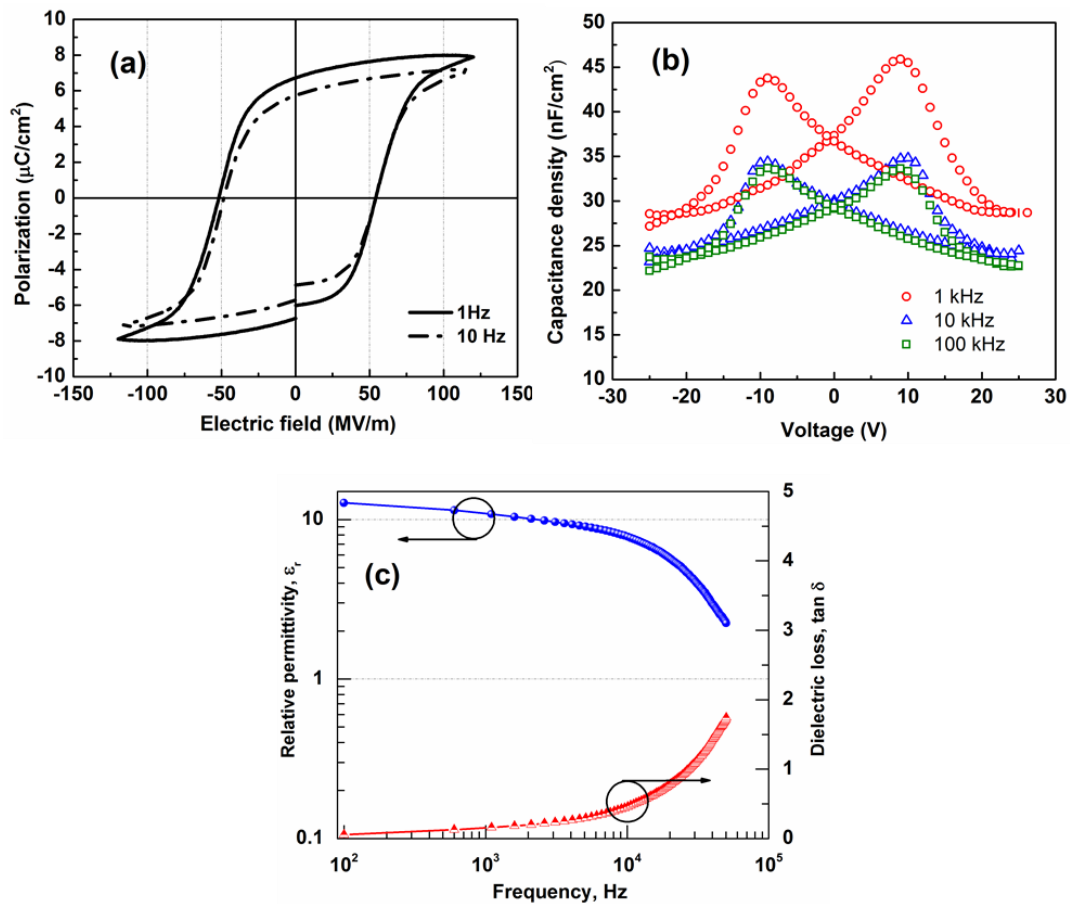 (a)
10
8
6
4
2
0
-2
-4
-6
-8
-10
Polarization (μC/cm²)
-150 -100 -50 0 50 100 150
Electric field (MV/m)
1Hz
10 Hz
(b)
50
45
40
35
30
25
20
15
10
Capacitance density (nF/cm²)
-30 -20 -10 0 10 20 30
Voltage (V)
1 kHz
10 kHz
100 kHz
(c)
10
1
0.1
Relative permittivity, εr
5
4
3
2
1
0
Dielectric loss, tan δ
10² 10³ 10⁴ 10⁵
Frequency, Hz